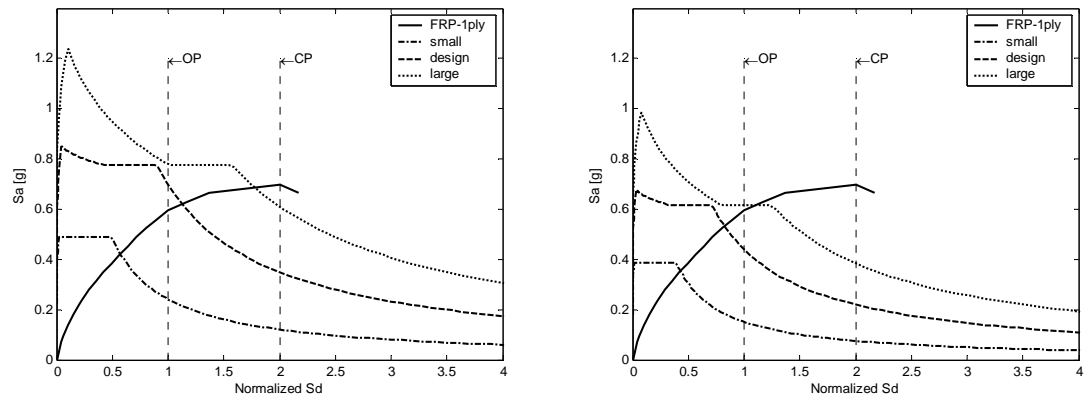 FRP-1ply
small
design
large
←OP
←CP
1.2
1
0.8
0.6
0.4
0.2
0
Sa [g]
0 0.5 1 1.5 2 2.5 3 3.5 4
Normalized Sd
FRP-1ply
small
design
large
←OP
←CP
1.2
1
0.8
0.6
0.4
0.2
0
Sa [g]
0 0.5 1 1.5 2 2.5 3 3.5 4
Normalized Sd